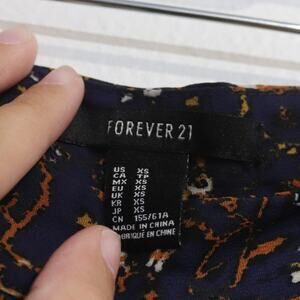 FOREVER 21
US XS
CA TP
MX XS
EU XS
UK XS
KR XS
JP XS
CN 155/61A
MADE IN CHINA
FABRIQUÉ EN CHINE